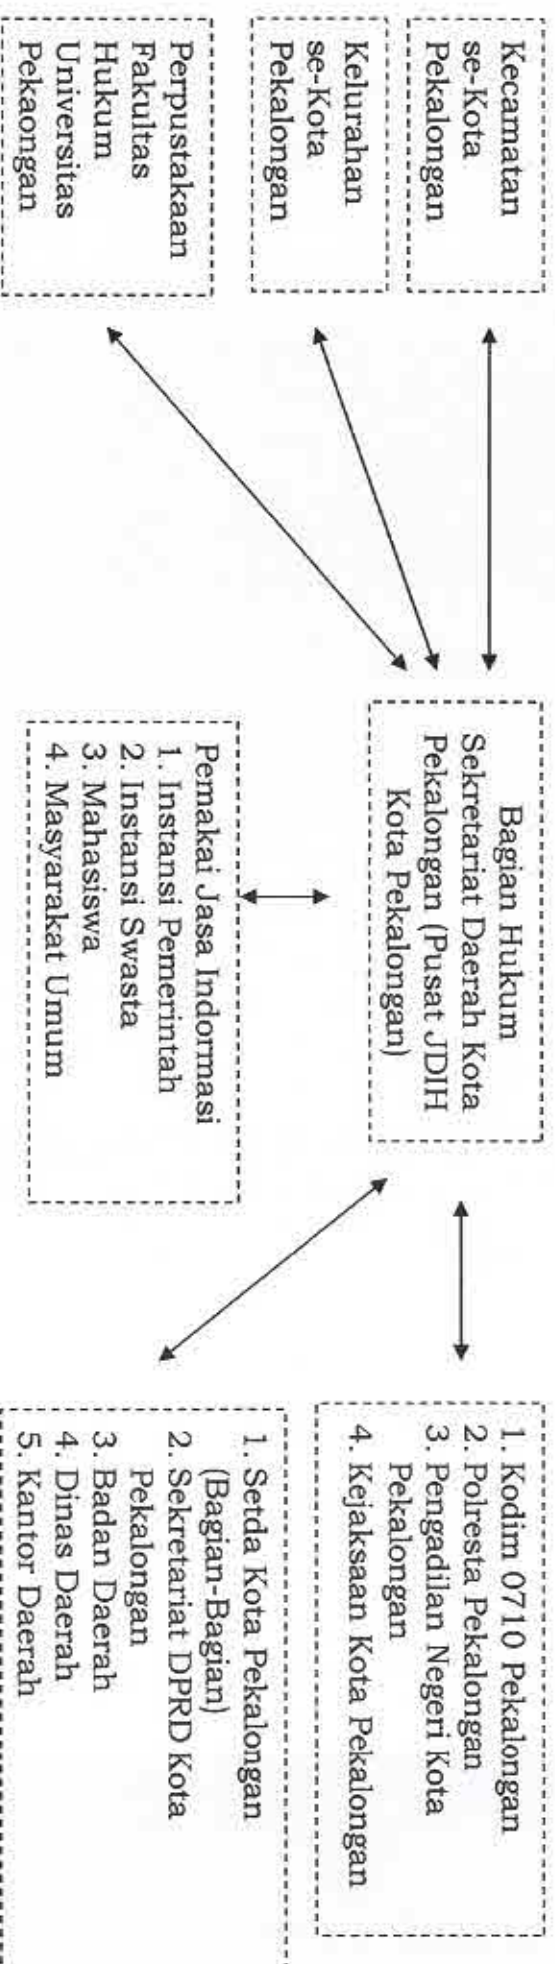 Kecamatan
se-Kota
Pekalongan
Kelurahan
se-Kota
Pekalongan
Perpustakaan
Fakultas
Hukum
Universitas
Pekaongan
Bagian Hukum
Sekretariat Daerah Kota
Pekalongan (Pusat JDIH
Kota Pekalongan)
Pemakai Jasa Indormasi
1. Instansi Pemerintah
2. Instansi Swasta
3. Mahasiswa
4. Masyarakat Umum
1. Kodim 0710 Pekalongan
2. Polresta Pekalongan
3. Pengadilan Negeri Kota
Pekalongan
4. Kejaksaan Kota Pekalongan
1. Setda Kota Pekalongan
(Bagian-Bagian)
2. Sekretariat DPRD Kota
Pekalongan
3. Badan Daerah
4. Dinas Daerah
5. Kantor Daerah